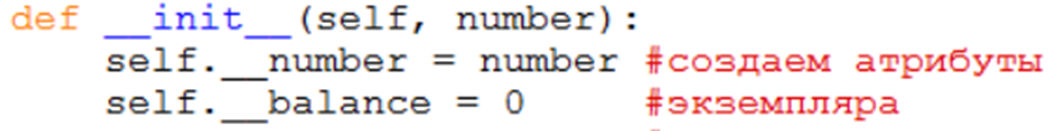 def __init__(self, number):
    self.__number = number #создаем атрибуты
    self.__balance = 0     #экземпляра